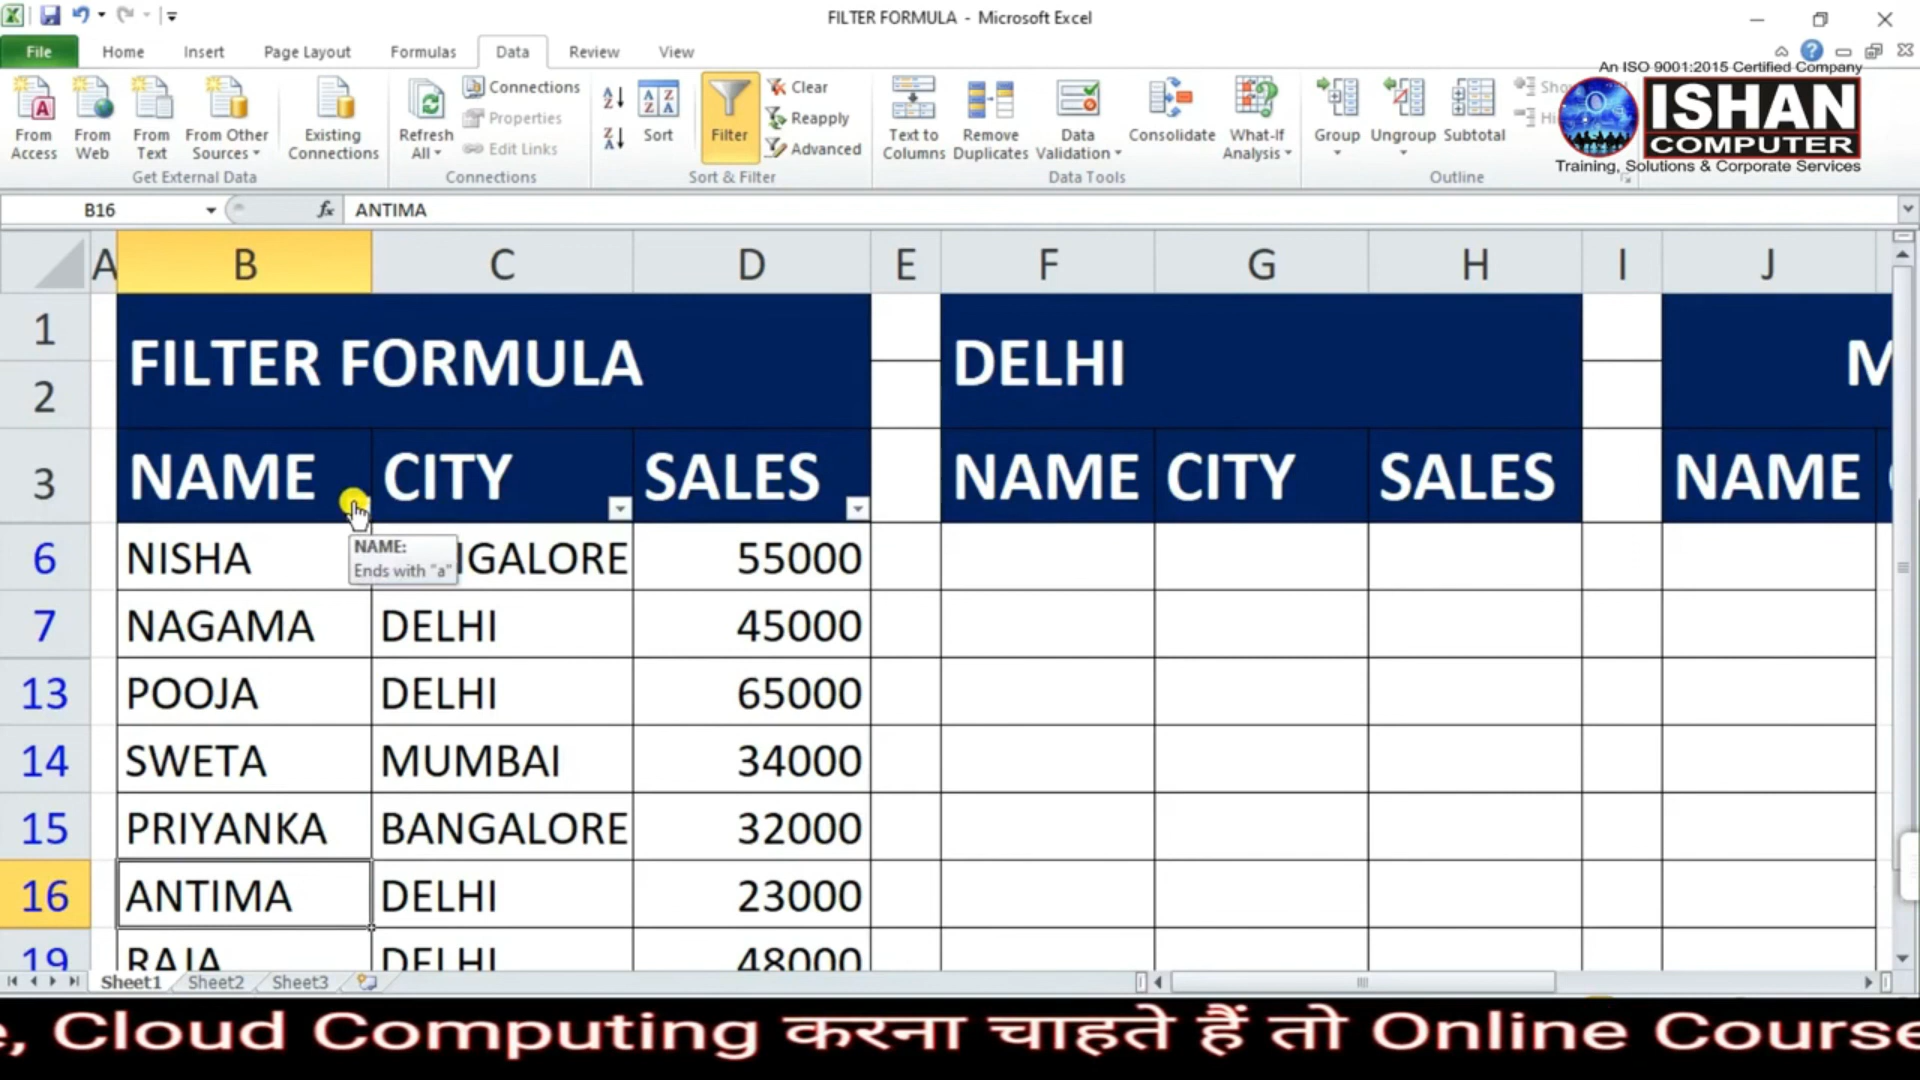 FILTER FORMULA - Microsoft Excel
File Home Insert Page Layout Formulas Data Review View
An ISO 9001:2015 Certified Company
ISHAN
COMPUTER
Training, Solutions & Corporate Services
From Access
From Web
From Text
From Other Sources
Existing Connections
Get External Data
Refresh All
Connections
Properties
Edit Links
Connections
Sort
Filter
Clear
Reapply
Advanced
Sort & Filter
Text to Columns
Remove Duplicates
Data Validation
Consolidate
What-If Analysis
Data Tools
Group
Ungroup
Subtotal
Outline
B16 fx ANTIMA
A B C D E F G H I J
1
2
FILTER FORMULA DELHI M
3 NAME CITY SALES NAME CITY SALES NAME
NAME:
Ends with "a"
6 NISHA NGALORE 55000
7 NAGAMA DELHI 45000
13 POOJA DELHI 65000
14 SWETA MUMBAI 34000
15 PRIYANKA BANGALORE 32000
16 ANTIMA DELHI 23000
19 RAJA DELHI 48000
Sheet1 Sheet2 Sheet3
e, Cloud Computing करना चाहते हैं तो Online Course